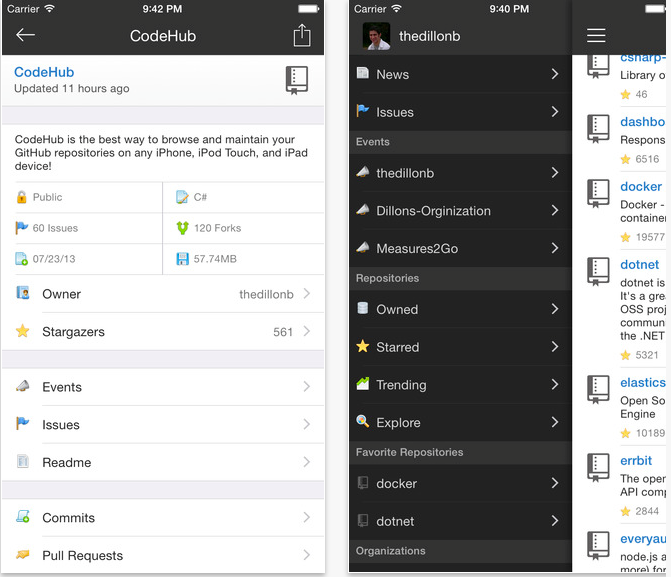 Carrier 9:42 PM
CodeHub
CodeHub
Updated 11 hours ago
CodeHub is the best way to browse and maintain your
GitHub repositories on any iPhone, iPod Touch, and iPad
device!
Public C#
60 Issues 120 Forks
07/23/13 57.74MB
Owner thedillonb
Stargazers 561
Events
Issues
Readme
Commits
Pull Requests
Carrier 9:40 PM
thedillonb
News
Issues
Events
thedillonb
Dillons-Orginization
Measures2Go
Repositories
Owned
Starred
Trending
Explore
Favorite Repositories
docker
dotnet
Organizations
csharp-
Library o
46
dashbo
Respons
6516
docker
Docker -
container
19577
dotnet
dotnet is
It's a gre
OSS proj
commun
the .NET
5321
elastics
Open So
Engine
10189
errbit
The open
API comp
2844
everyau
node.js a
more) for